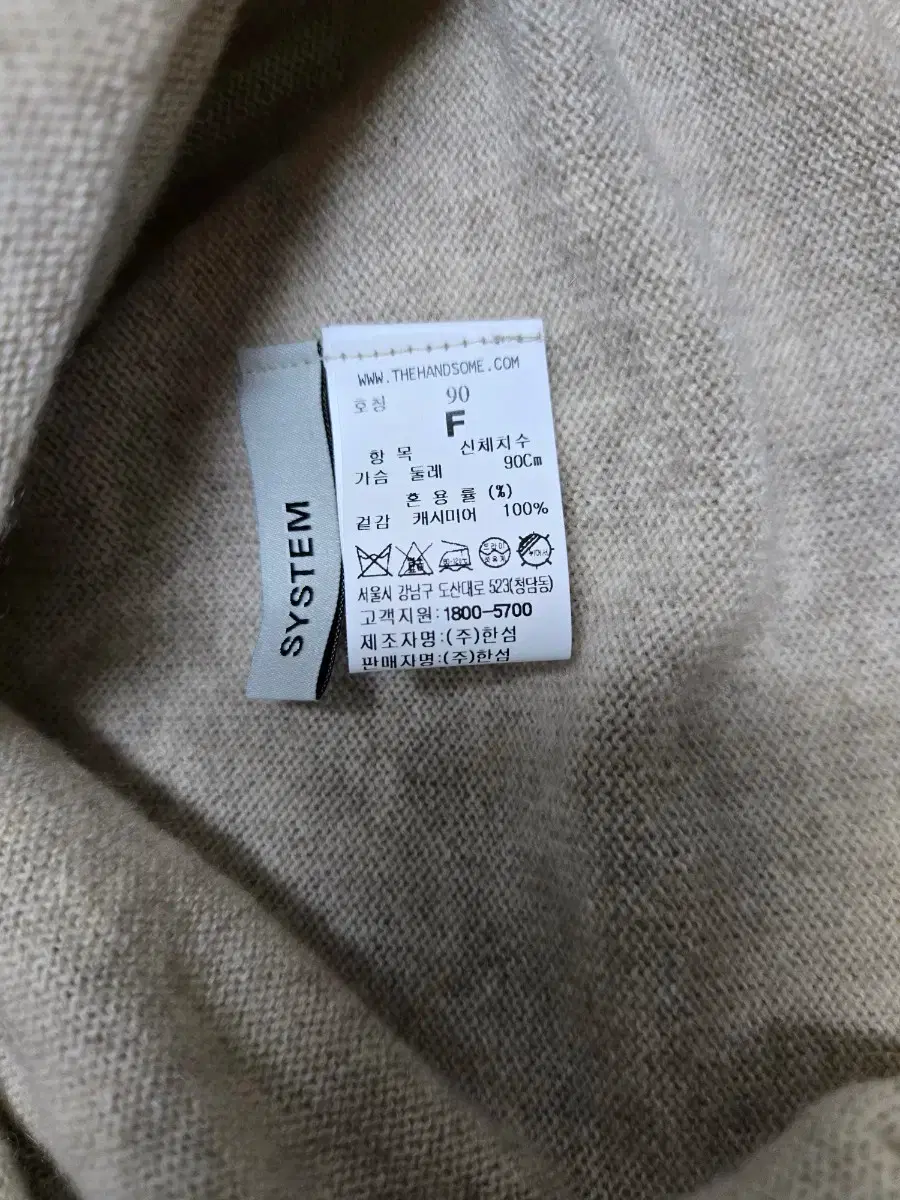 SYSTEM
WWW.THEHANDSOME.COM
호칭 90
F
항 목 신체치수
가슴 둘레 90Cm
혼 용 률 (%)
겉감 캐시미어 100%
서울시 강남구 도산대로 523(청담동)
고객지원:1800-5700
제조자명:(주)한섬
판매자명:(주)한섬